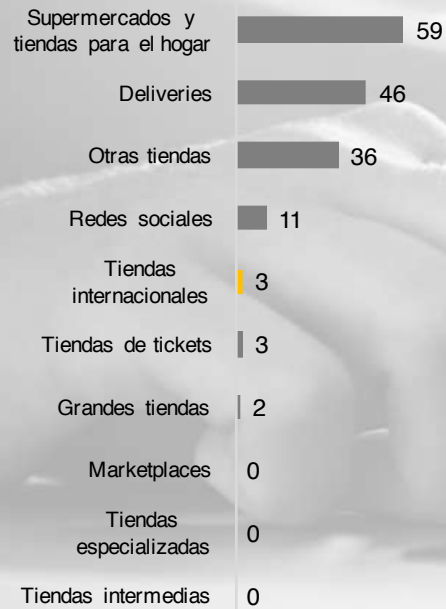 Supermercados y
tiendas para el hogar
59
Deliveries
46
Otras tiendas
36
Redes sociales
11
Tiendas
internacionales
3
Tiendas de tickets
3
Grandes tiendas
2
Marketplaces
0
Tiendas
especializadas
0
Tiendas intermedias
0